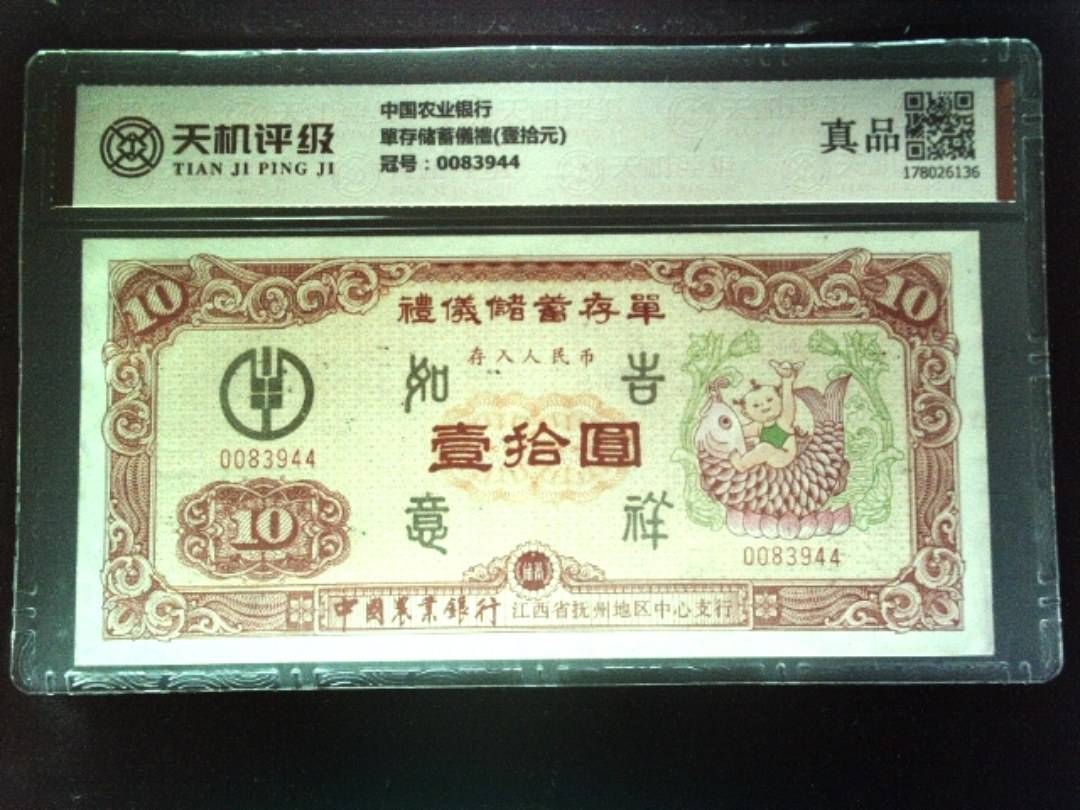 天机评级
TIAN JI PING JI
中国农业银行
單存储蓄儀禮(壹拾元)
冠号：0083944
真品
178026136
10
10
禮儀儲蓄存單
存入人民币
吉祥
如意
壹拾圓
0083944
10
0083944
中國農業銀行 江西省抚州地区中心支行